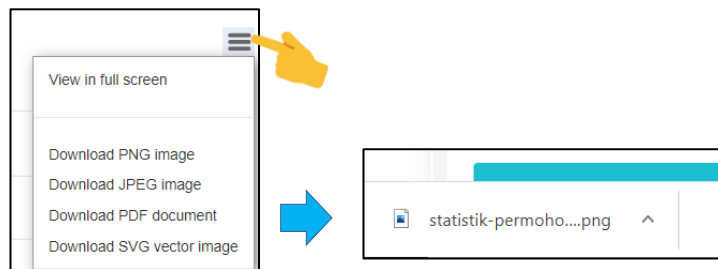 View in full screen
Download PNG image
Download JPEG image
Download PDF document
Download SVG vector image
statistik-permoho....png